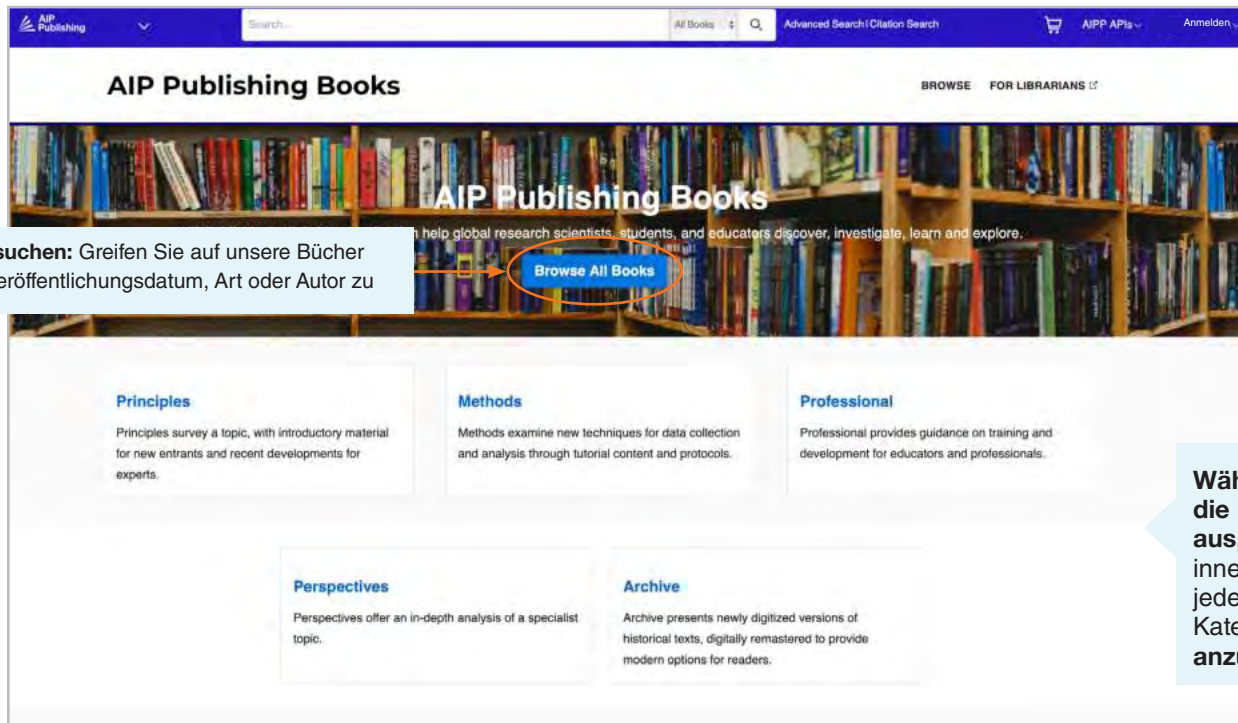 AIP
Publishing
Search...
All Books
Advanced Search | Citation Search
AIPP APIs
Anmelden
AIP Publishing Books
BROWSE FOR LIBRARIANS
AIP Publishing Books
help global research scientists, students, and educators discover, investigate, learn and explore.
suchen: Greifen Sie auf unsere Bücher
eröffentlichungsdatum, Art oder Autor zu
Browse All Books
Principles
Principles survey a topic, with introductory material
for new entrants and recent developments for
experts.
Methods
Methods examine new techniques for data collection
and analysis through tutorial content and protocols.
Professional
Professional provides guidance on training and
development for educators and professionals.
Wäh
die
aus,
inne
jede
Kate
anzu
Perspectives
Perspectives offer an in-depth analysis of a specialist
topic.
Archive
Archive presents newly digitized versions of
historical texts, digitally remastered to provide
modern options for readers.